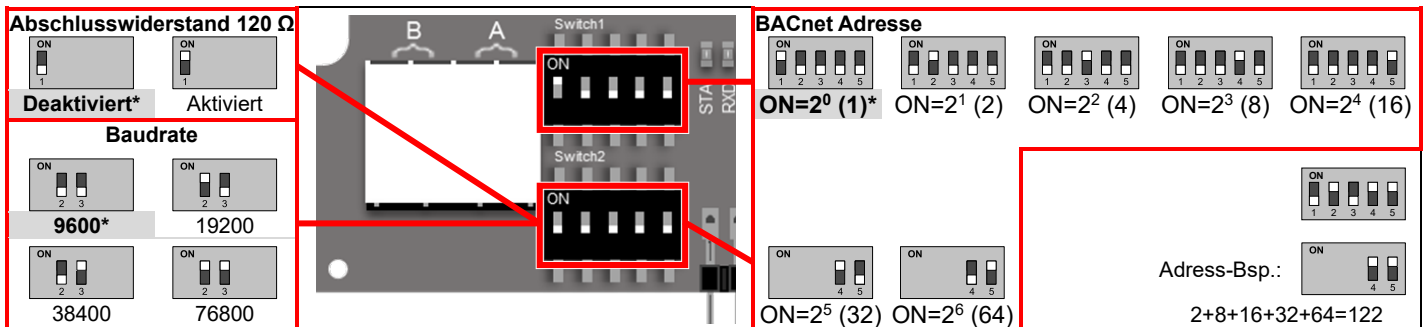 Abschlusswiderstand 120 Ω
ON
1
ON
1
Deaktiviert* Aktiviert
Baudrate
ON
2 3
ON
2 3
9600* 19200
ON
2 3
ON
2 3
38400 76800
B A
Switch1
ON
STA
RXD
Switch2
ON
BACnet Adresse
ON
1 2 3 4 5
ON
1 2 3 4 5
ON
1 2 3 4 5
ON
1 2 3 4 5
ON
1 2 3 4 5
ON=2⁰ (1)* ON=2¹ (2) ON=2² (4) ON=2³ (8) ON=2⁴ (16)
ON
4 5
ON
4 5
ON=2⁵ (32) ON=2⁶ (64)
ON
1 2 3 4 5
Adress-Bsp.:
ON
4 5
2+8+16+32+64=122